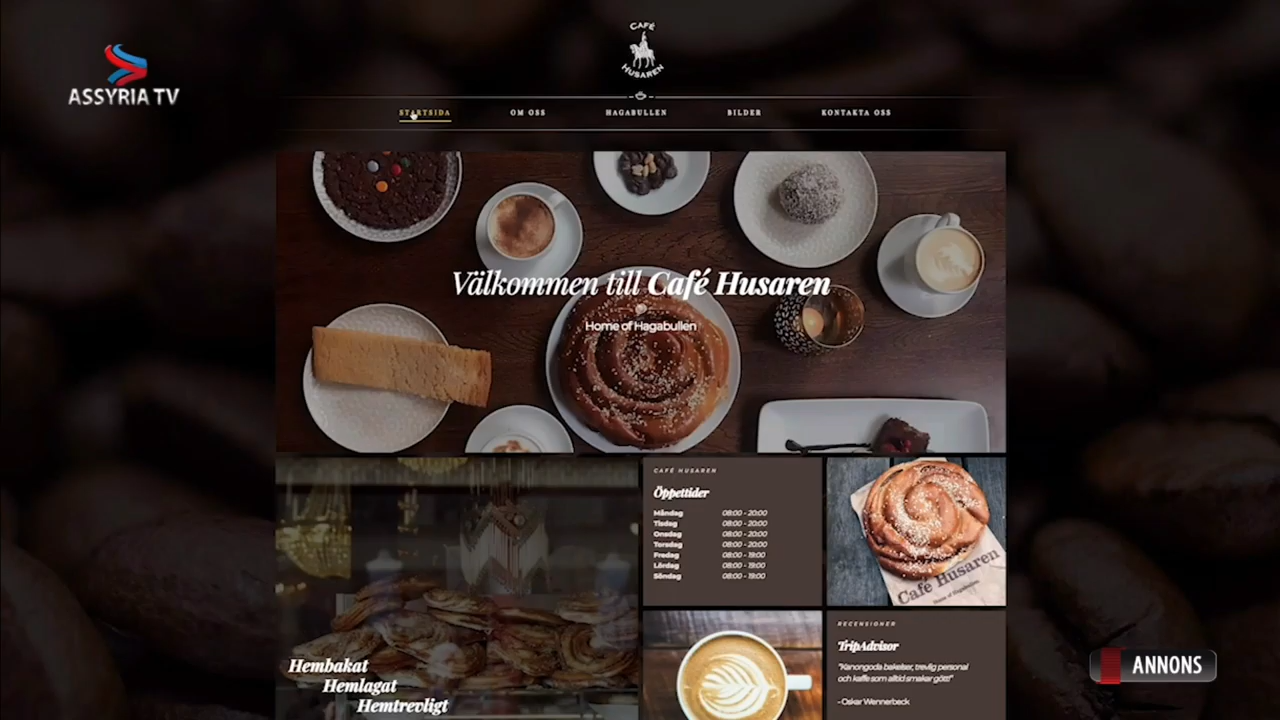 CAFÉ
HUSAREN
ASSYRIA TV
STARTSIDA
OM OSS
HAGABULLEN
BILDER
KONTAKTA OSS
Välkommen till Café Husaren
Home of Hagabullen
CAFÉ HUSAREN
Öppettider
Måndag 08:00 - 20:00
Tisdag 08:00 - 20:00
Onsdag 08:00 - 20:00
Torsdag 08:00 - 20:00
Fredag 08:00 - 19:00
Lördag 08:00 - 19:00
Söndag 08:00 - 19:00
Café Husaren
Home of Hagabullen
Hembakat
Hemlagat
Hemtrevligt
RECENSIONER
TripAdvisor
"Kanongoda bakelser, trevlig personal
och kaffe som alltid smakar gött!"
- Oskar Wennerbeck
ANNONS